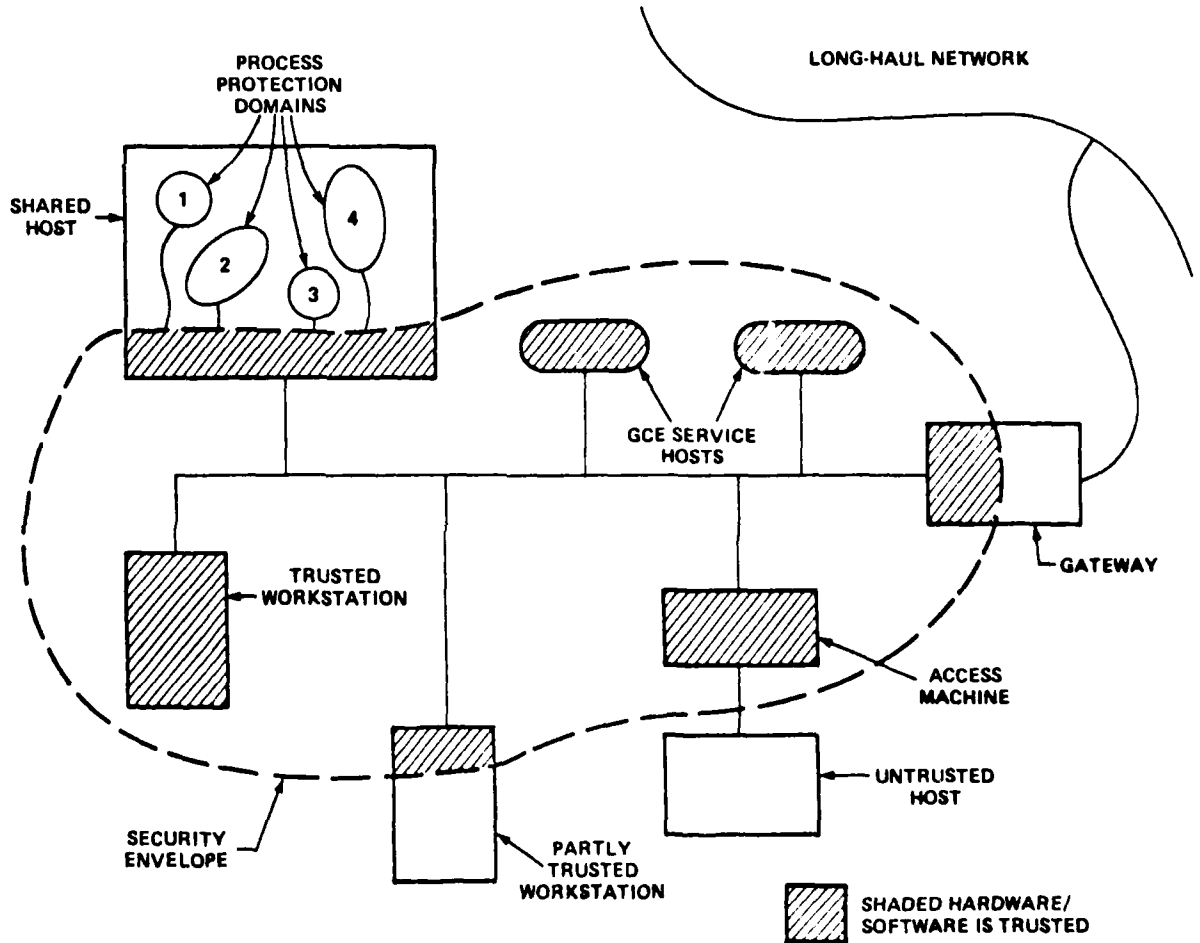 PROCESS
PROTECTION
DOMAINS
LONG-HAUL NETWORK
SHARED
HOST
1
2
3
4
GCE SERVICE
HOSTS
GATEWAY
TRUSTED
WORKSTATION
ACCESS
MACHINE
UNTRUSTED
HOST
SECURITY
ENVELOPE
PARTLY
TRUSTED
WORKSTATION
SHADED HARDWARE/
SOFTWARE IS TRUSTED